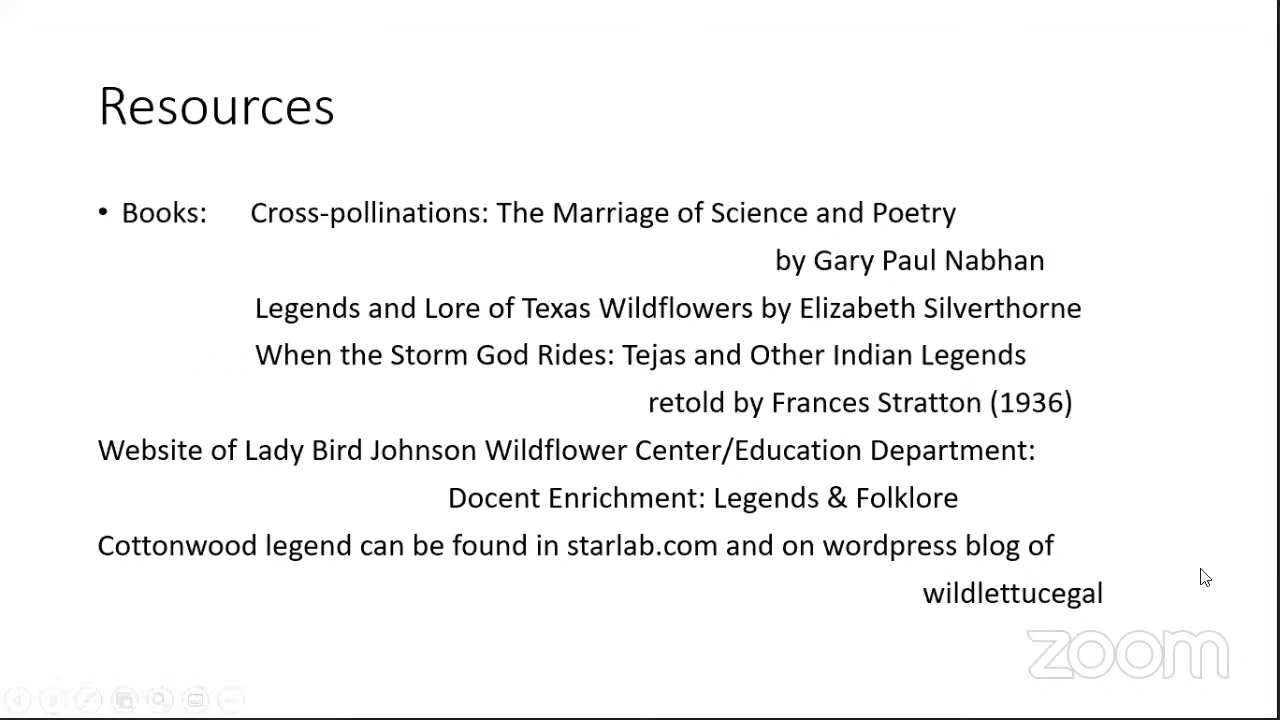 Resources
• Books: Cross-pollinations: The Marriage of Science and Poetry
by Gary Paul Nabhan
Legends and Lore of Texas Wildflowers by Elizabeth Silverthorne
When the Storm God Rides: Tejas and Other Indian Legends
retold by Frances Stratton (1936)
Website of Lady Bird Johnson Wildflower Center/Education Department:
Docent Enrichment: Legends & Folklore
Cottonwood legend can be found in starlab.com and on wordpress blog of
wildlettucegal
zoom